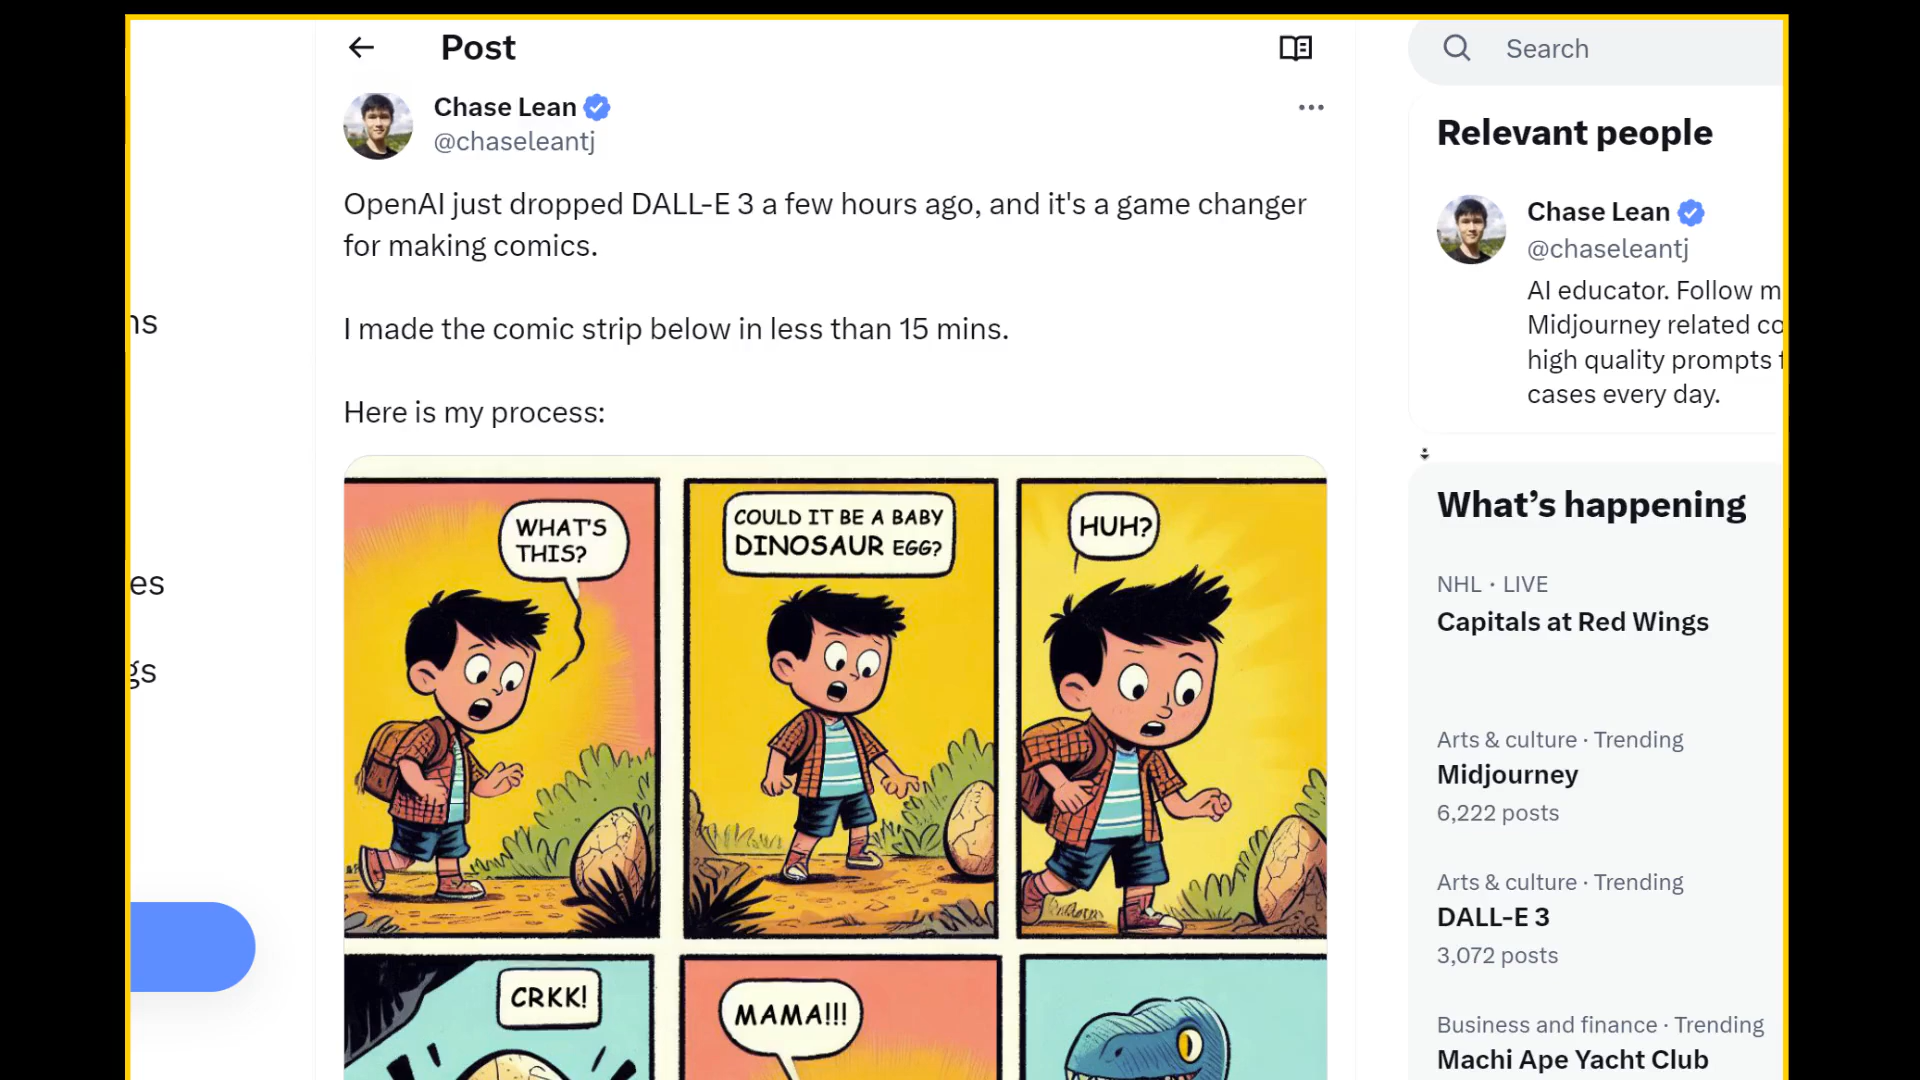 Post
Chase Lean
@chaseleantj
OpenAI just dropped DALL-E 3 a few hours ago, and it's a game changer
for making comics.
I made the comic strip below in less than 15 mins.
Here is my process:
WHAT'S
THIS?
COULD IT BE A BABY
DINOSAUR EGG?
HUH?
CRKK!
MAMA!!!
ns
es
gs
Search
Relevant people
Chase Lean
@chaseleantj
AI educator. Follow m
Midjourney related co
high quality prompts f
cases every day.
What's happening
NHL · LIVE
Capitals at Red Wings
Arts & culture · Trending
Midjourney
6,222 posts
Arts & culture · Trending
DALL-E 3
3,072 posts
Business and finance · Trending
Machi Ape Yacht Club